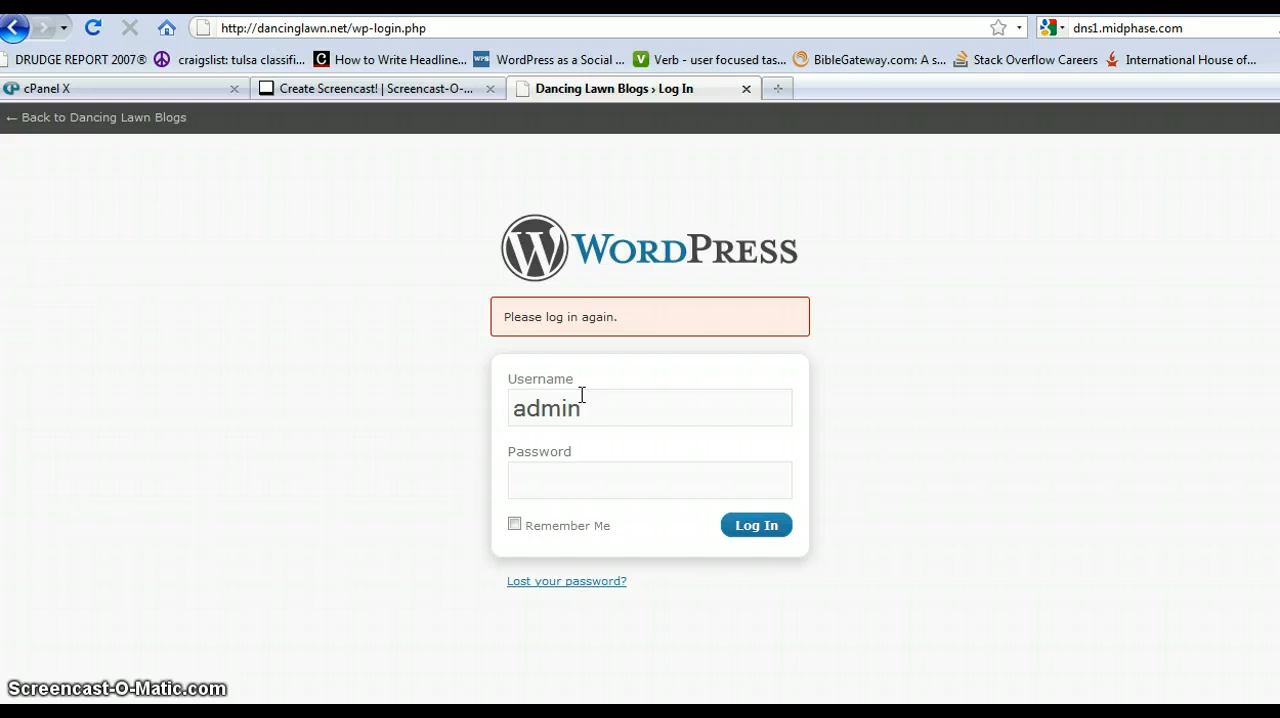 http://dancinglawn.net/wp-login.php
dns1.midphase.com
DRUDGE REPORT 2007®
craigslist: tulsa classifi...
How to Write Headline...
WordPress as a Social ...
Verb - user focused tas...
BibleGateway.com: A s...
Stack Overflow Careers
International House of...
cPanel X
Create Screencast! | Screencast-O-...
Dancing Lawn Blogs › Log In
← Back to Dancing Lawn Blogs
WORDPRESS
Please log in again.
Username
admin
Password
Remember Me
Log In
Lost your password?
Screencast-O-Matic.com